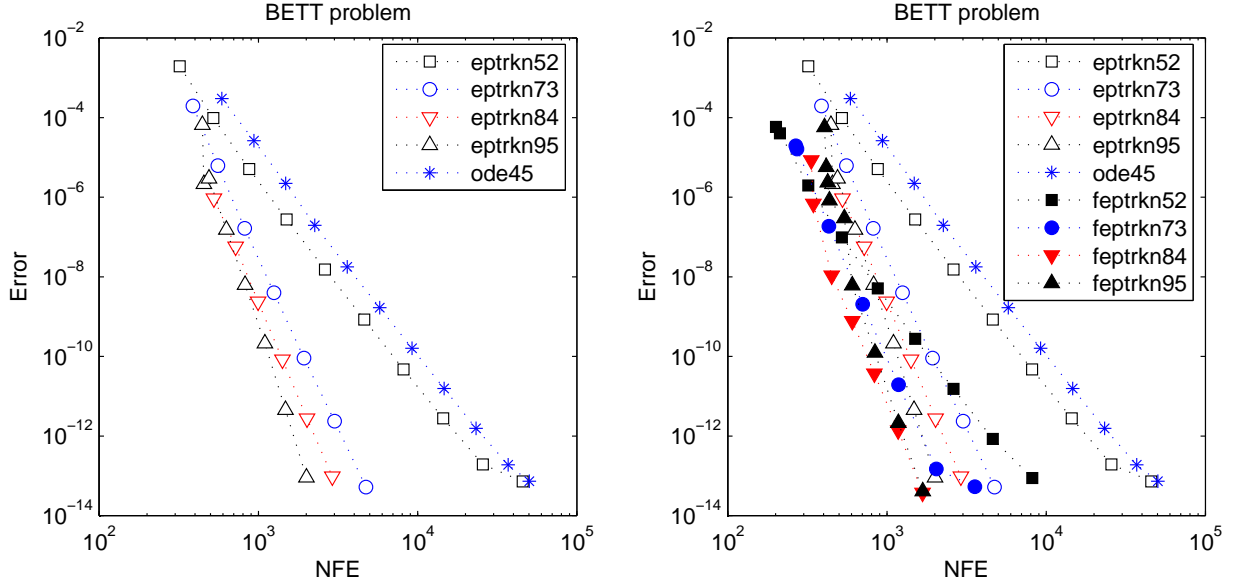 BETT problem
10^−2
10^−4
10^−6
10^−8
10^−10
10^−12
10^−14
Error
10^2
10^3
10^4
10^5
NFE
eptrkn52
eptrkn73
eptrkn84
eptrkn95
ode45
BETT problem
10^−2
10^−4
10^−6
10^−8
10^−10
10^−12
10^−14
Error
10^2
10^3
10^4
10^5
NFE
eptrkn52
eptrkn73
eptrkn84
eptrkn95
ode45
feptrkn52
feptrkn73
feptrkn84
feptrkn95